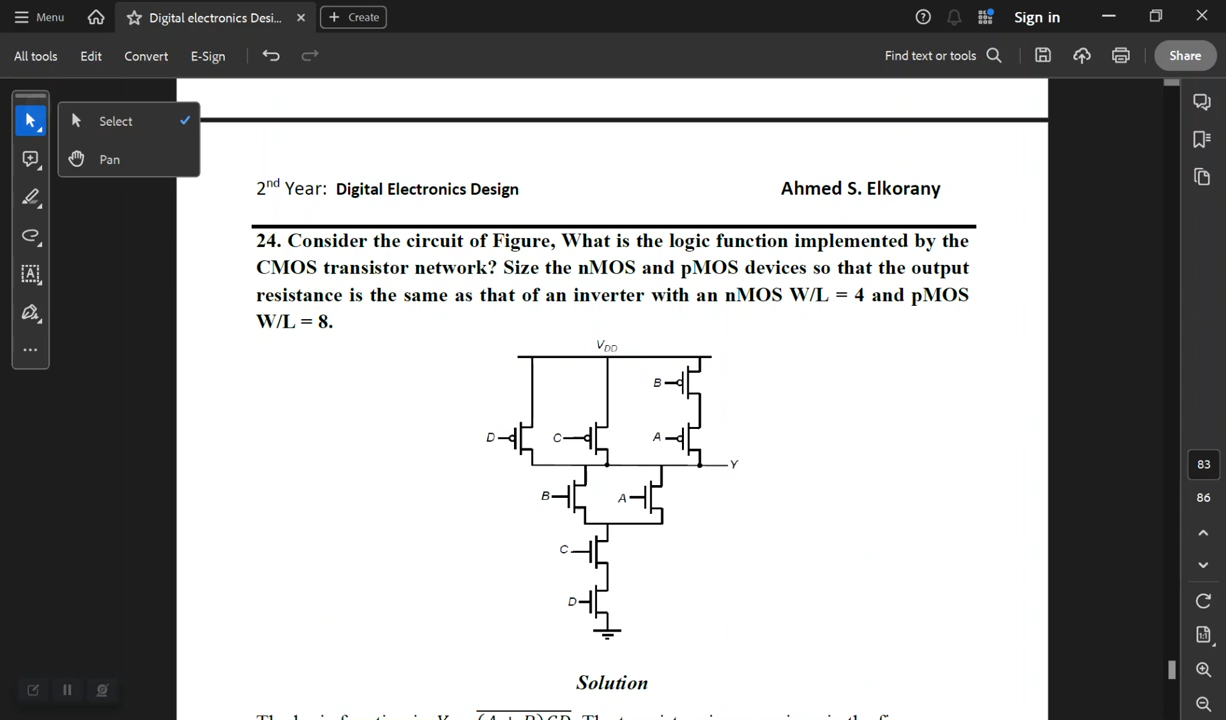 Menu
Digital electronics Desi...
Create
Sign in
All tools
Edit
Convert
E-Sign
Find text or tools
Share
Select
Pan
2nd Year: Digital Electronics Design
Ahmed S. Elkorany
24. Consider the circuit of Figure, What is the logic function implemented by the
CMOS transistor network? Size the nMOS and pMOS devices so that the output
resistance is the same as that of an inverter with an nMOS W/L = 4 and pMOS
W/L = 8.
VDD
B
D
C
A
Y
B
A
C
D
83
86
1:1
Solution